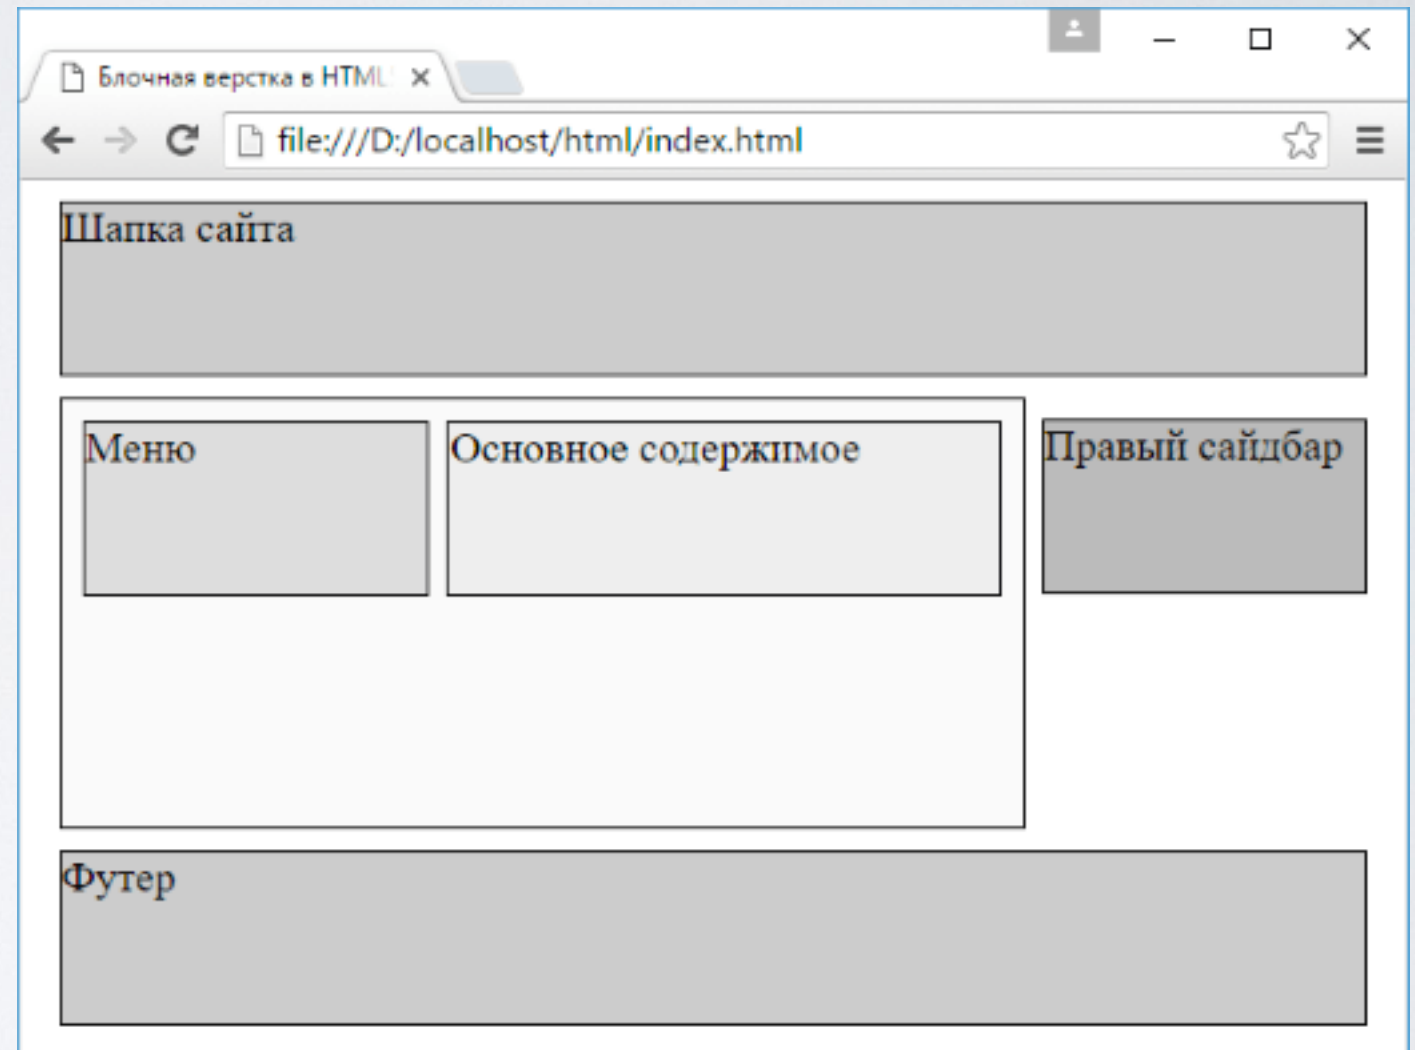 Блочная верстка в HTML
file:///D:/localhost/html/index.html
Шапка сайта
Меню
Основное содержимое
Правый сайдбар
Футер